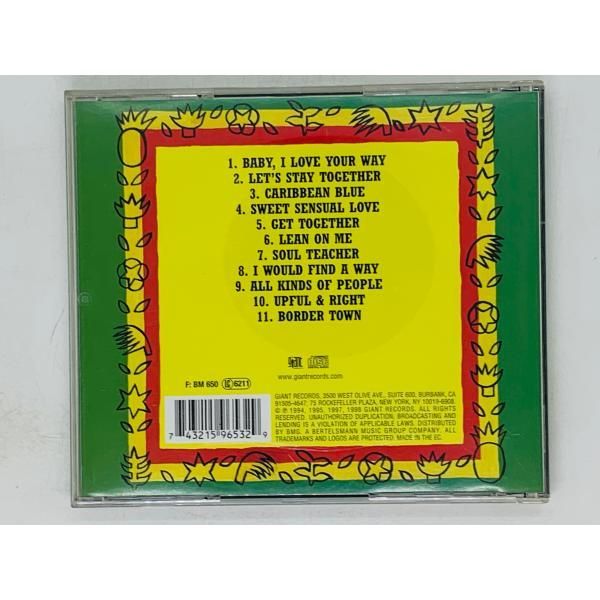 1. BABY, I LOVE YOUR WAY
2. LET'S STAY TOGETHER
3. CARIBBEAN BLUE
4. SWEET SENSUAL LOVE
5. GET TOGETHER
6. LEAN ON ME
7. SOUL TEACHER
8. I WOULD FIND A WAY
9. ALL KINDS OF PEOPLE
10. UPFUL & RIGHT
11. BORDER TOWN
www.giantrecords.com
F: BM 650 LC 6211
7 43215 96532 9
GIANT RECORDS, 3500 WEST OLIVE AVE., SUITE 600, BURBANK, CA
91505-4647; 75 ROCKEFELLER PLAZA, NEW YORK, NY 10019-6908.
© ℗ 1994, 1995, 1997, 1998 GIANT RECORDS. ALL RIGHTS
RESERVED. UNAUTHORIZED DUPLICATION, BROADCASTING AND
LENDING IS A VIOLATION OF APPLICABLE LAWS. DISTRIBUTED
BY BMG. A BERTELSMANN MUSIC GROUP COMPANY. ALL
TRADEMARKS AND LOGOS ARE PROTECTED. MADE IN THE EC.